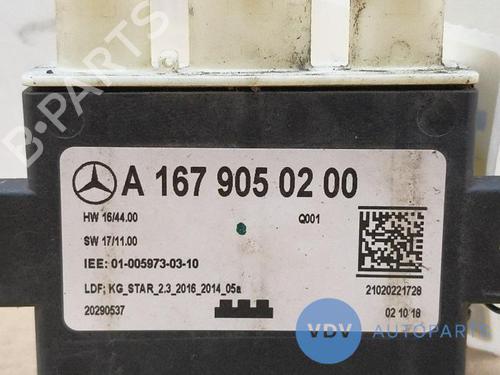 A 167 905 02 00
HW 16/44.00
Q001
SW 17/11.00
IEE: 01-005973-03-10
LDF; KG_STAR_2.3_2016_2014_05a
20290537
21020221728
02 10 18
B-PARTS
VDV AUTOPARTS